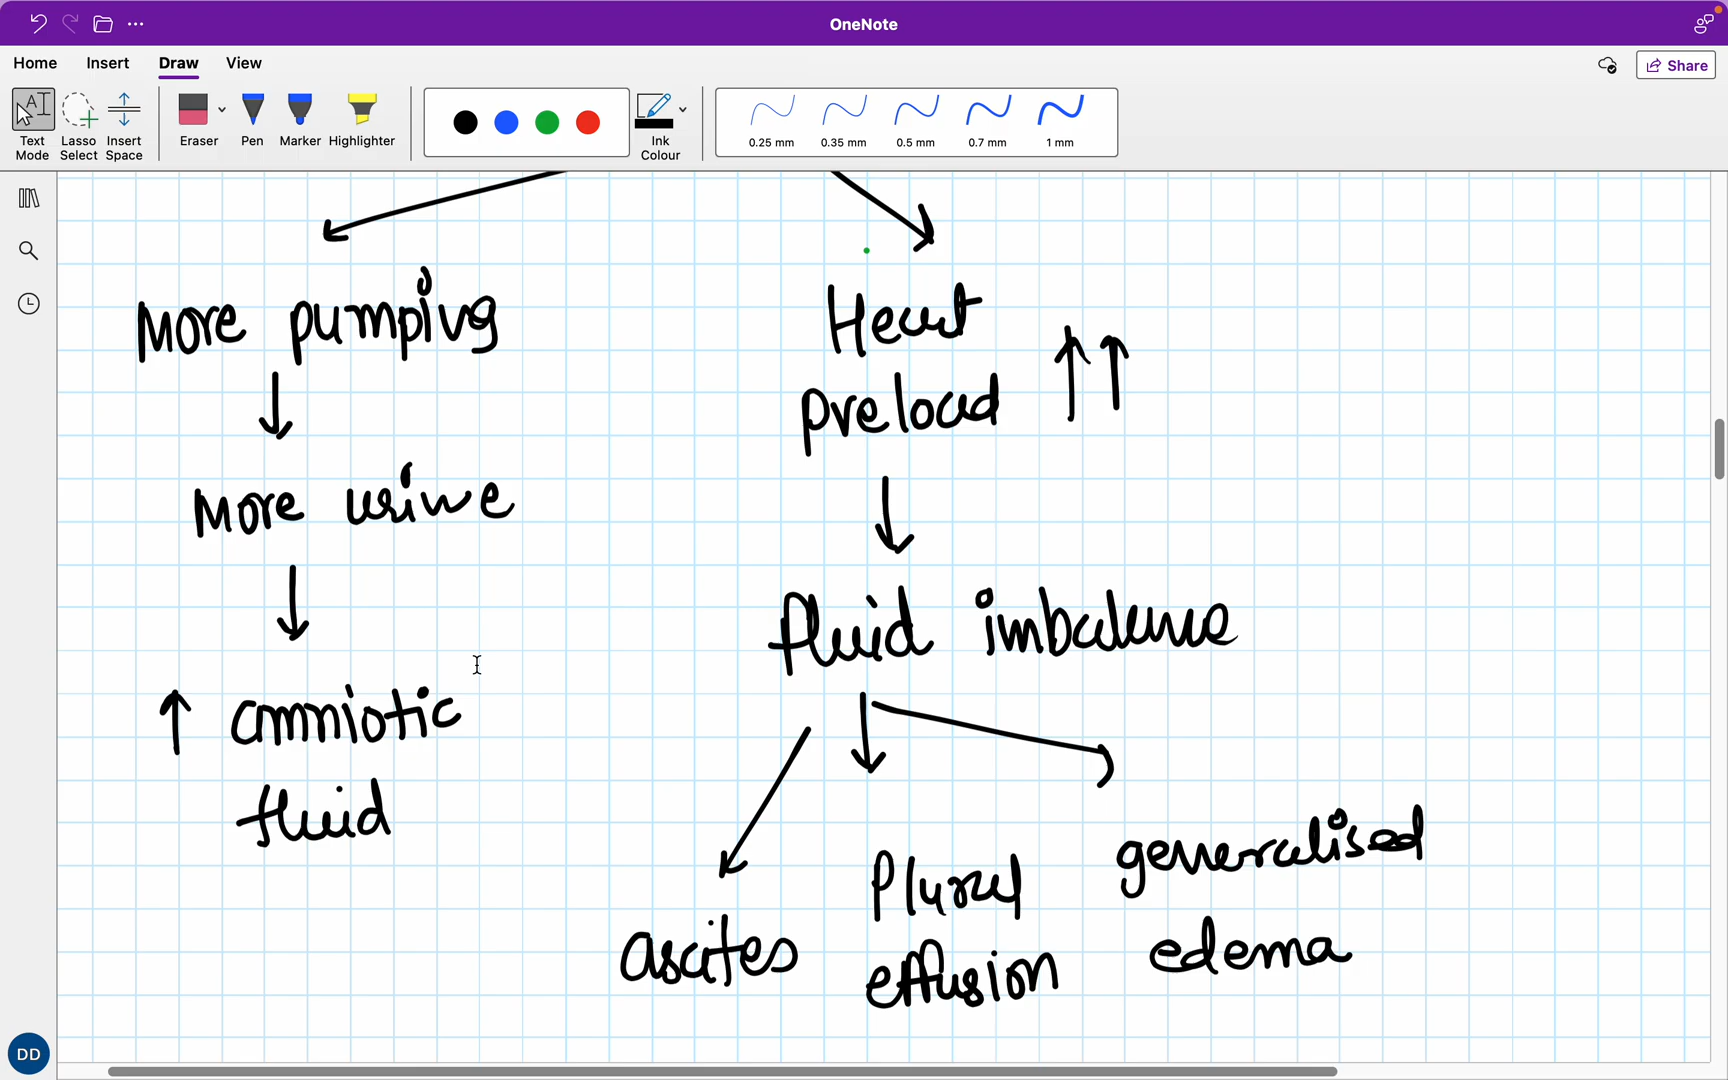 OneNote
Home Insert Draw View
Share
Text Mode
Lasso Select
Insert Space
Eraser
Pen
Marker
Highlighter
Ink Colour
0.25 mm
0.35 mm
0.5 mm
0.7 mm
1 mm
More pumping
More urine
↑ amniotic
fluid
Heart
preload ↑↑
fluid imbalance
ascites
Plural
effusion
generalised
edema
DD